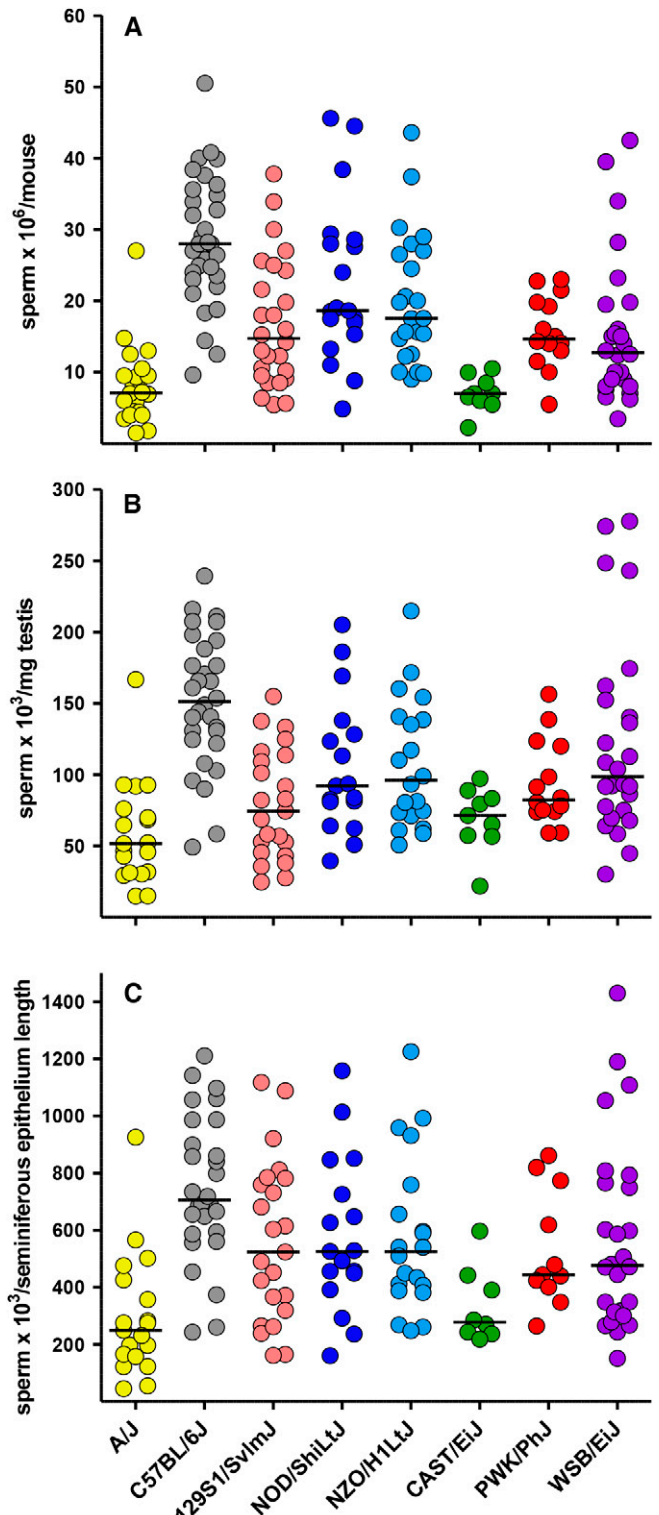 A
sperm x 10⁶/mouse
60
50
40
30
20
10
B
sperm x 10³/mg testis
300
250
200
150
100
50
C
sperm x 10³/seminiferous epithelium length
1400
1200
1000
800
600
400
200
A/J
C57BL/6J
129S1/SvImJ
NOD/ShiLtJ
NZO/H1LtJ
CAST/EiJ
PWK/PhJ
WSB/EiJ